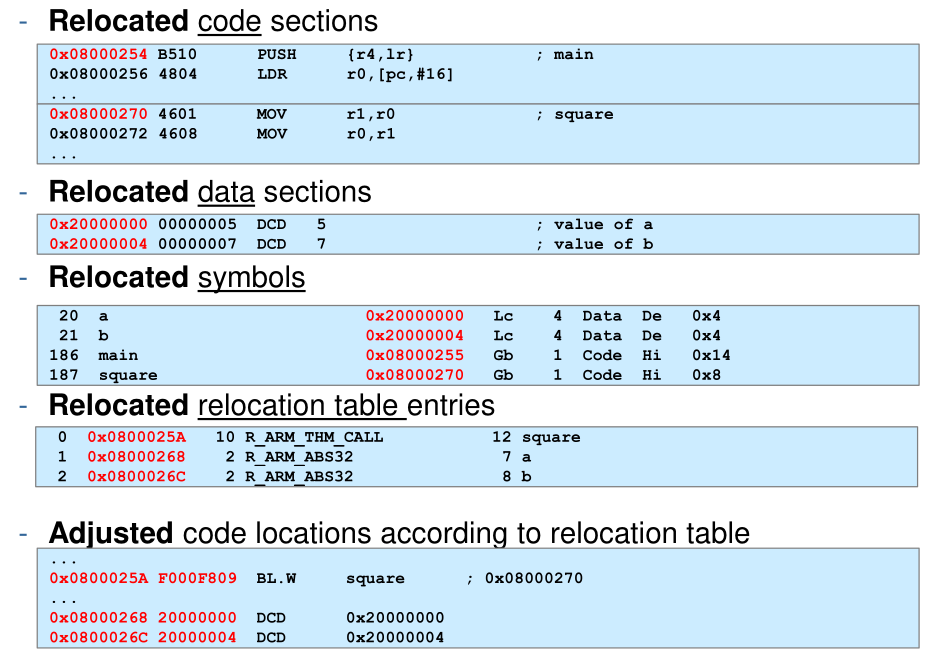 - Relocated code sections
0x08000254 B510 PUSH {r4,lr} ; main
0x08000256 4804 LDR r0,[pc,#16]
...
0x08000270 4601 MOV r1,r0 ; square
0x08000272 4608 MOV r0,r1
...
- Relocated data sections
0x20000000 00000005 DCD 5 ; value of a
0x20000004 00000007 DCD 7 ; value of b
- Relocated symbols
20 a 0x20000000 Lc 4 Data De 0x4
21 b 0x20000004 Lc 4 Data De 0x4
186 main 0x08000255 Gb 1 Code Hi 0x14
187 square 0x08000270 Gb 1 Code Hi 0x8
- Relocated relocation table entries
0 0x0800025A 10 R_ARM_THM_CALL 12 square
1 0x08000268 2 R_ARM_ABS32 7 a
2 0x0800026C 2 R_ARM_ABS32 8 b
- Adjusted code locations according to relocation table
...
0x0800025A F000F809 BL.W square ; 0x08000270
...
0x08000268 20000000 DCD 0x20000000
0x0800026C 20000004 DCD 0x20000004